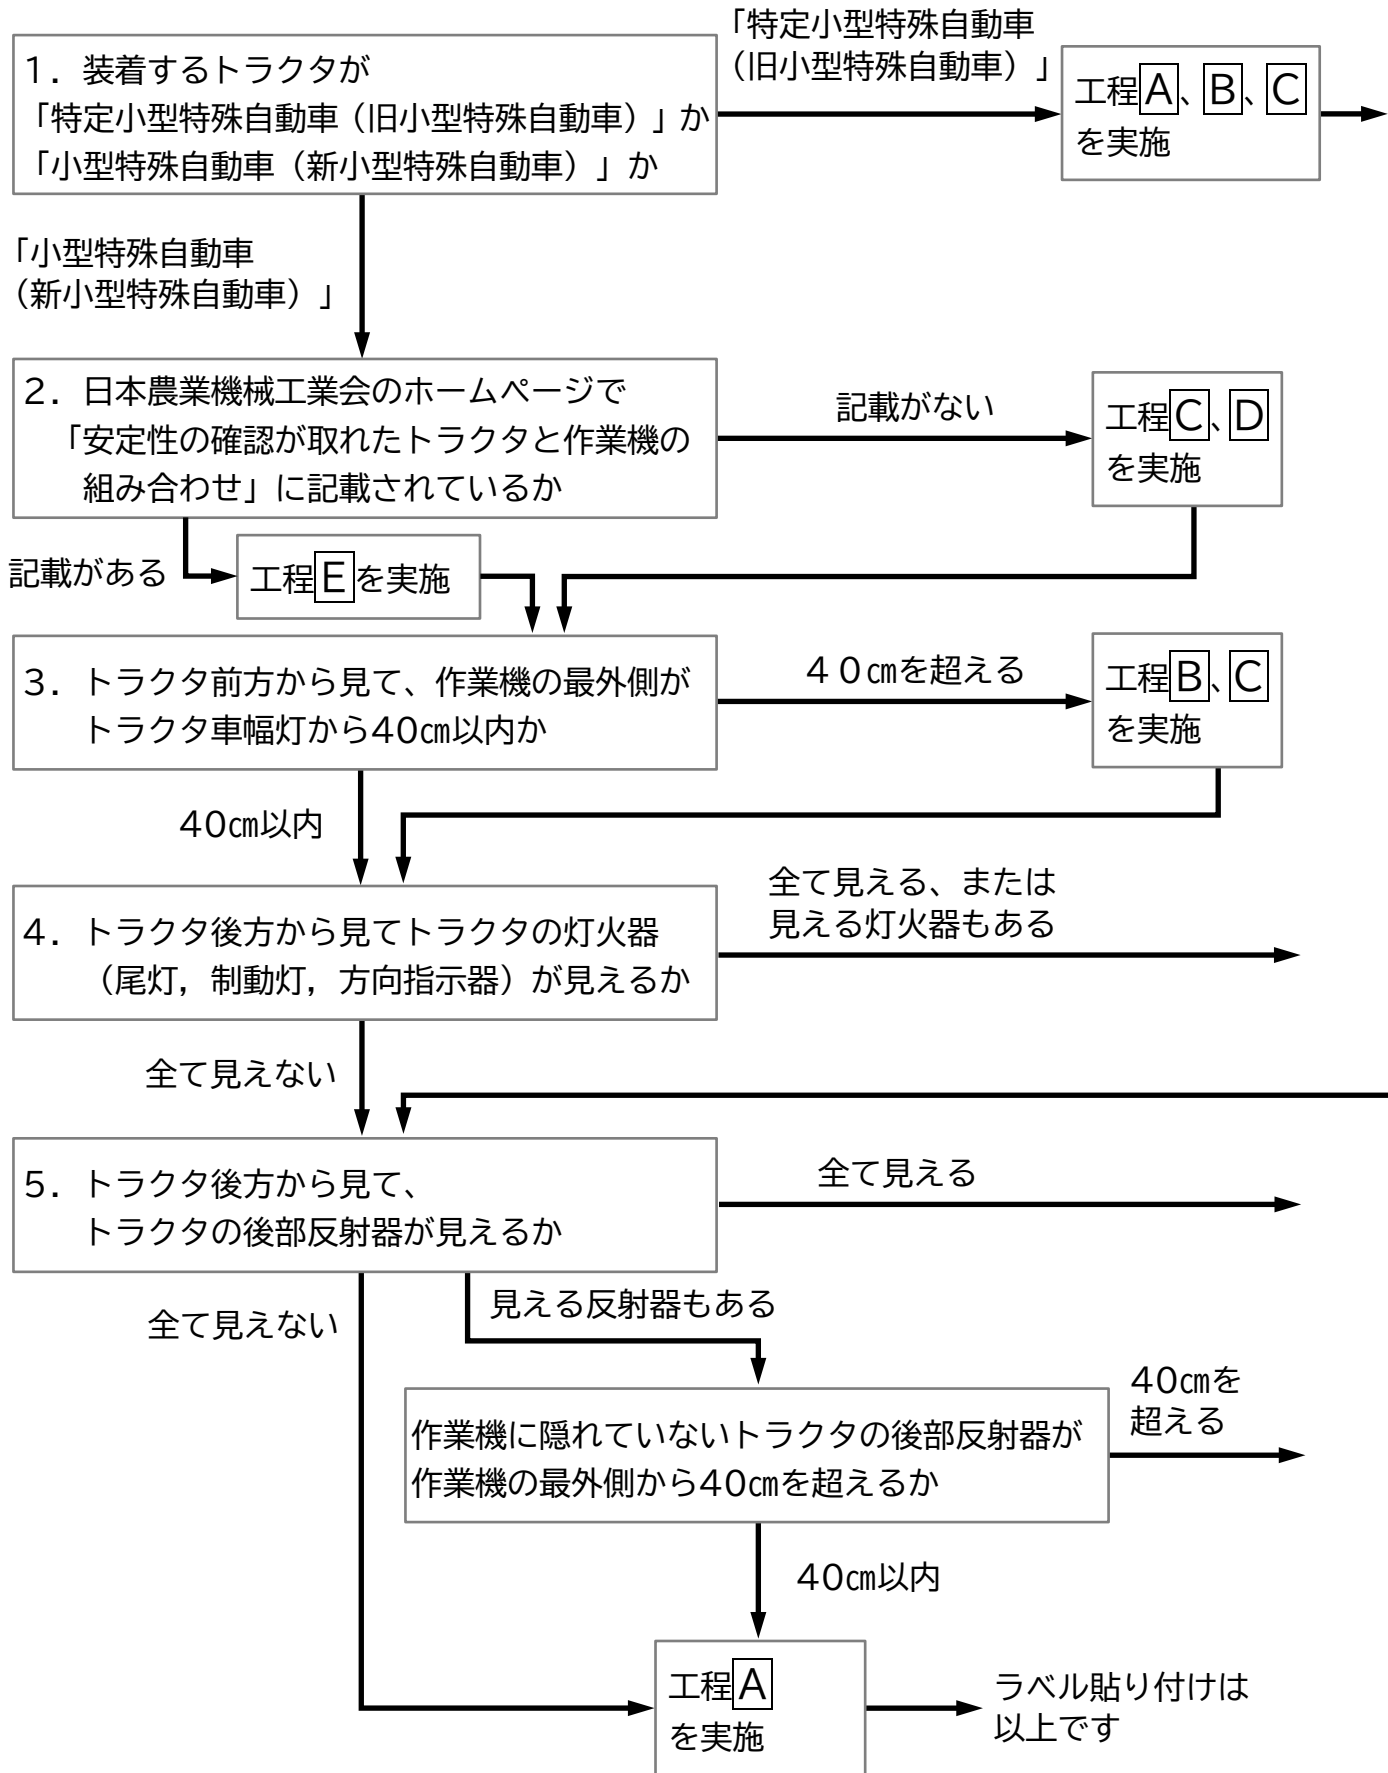 「特定小型特殊自動車
（旧小型特殊自動車）」
1．装着するトラクタが
「特定小型特殊自動車（旧小型特殊自動車）」か
「小型特殊自動車（新小型特殊自動車）」か
工程A、B、C
を実施
「小型特殊自動車
（新小型特殊自動車）」
2．日本農業機械工業会のホームページで
「安定性の確認が取れたトラクタと作業機の
組み合わせ」に記載されているか
記載がない
工程C、D
を実施
記載がある
工程Eを実施
3．トラクタ前方から見て、作業機の最外側が
トラクタ車幅灯から40㎝以内か
４０㎝を超える
工程B、C
を実施
40㎝以内
4．トラクタ後方から見てトラクタの灯火器
（尾灯，制動灯，方向指示器）が見えるか
全て見える、または
見える灯火器もある
全て見えない
5．トラクタ後方から見て、
トラクタの後部反射器が見えるか
全て見える
全て見えない
見える反射器もある
作業機に隠れていないトラクタの後部反射器が
作業機の最外側から40㎝を超えるか
40㎝を
超える
40㎝以内
工程A
を実施
ラベル貼り付けは
以上です